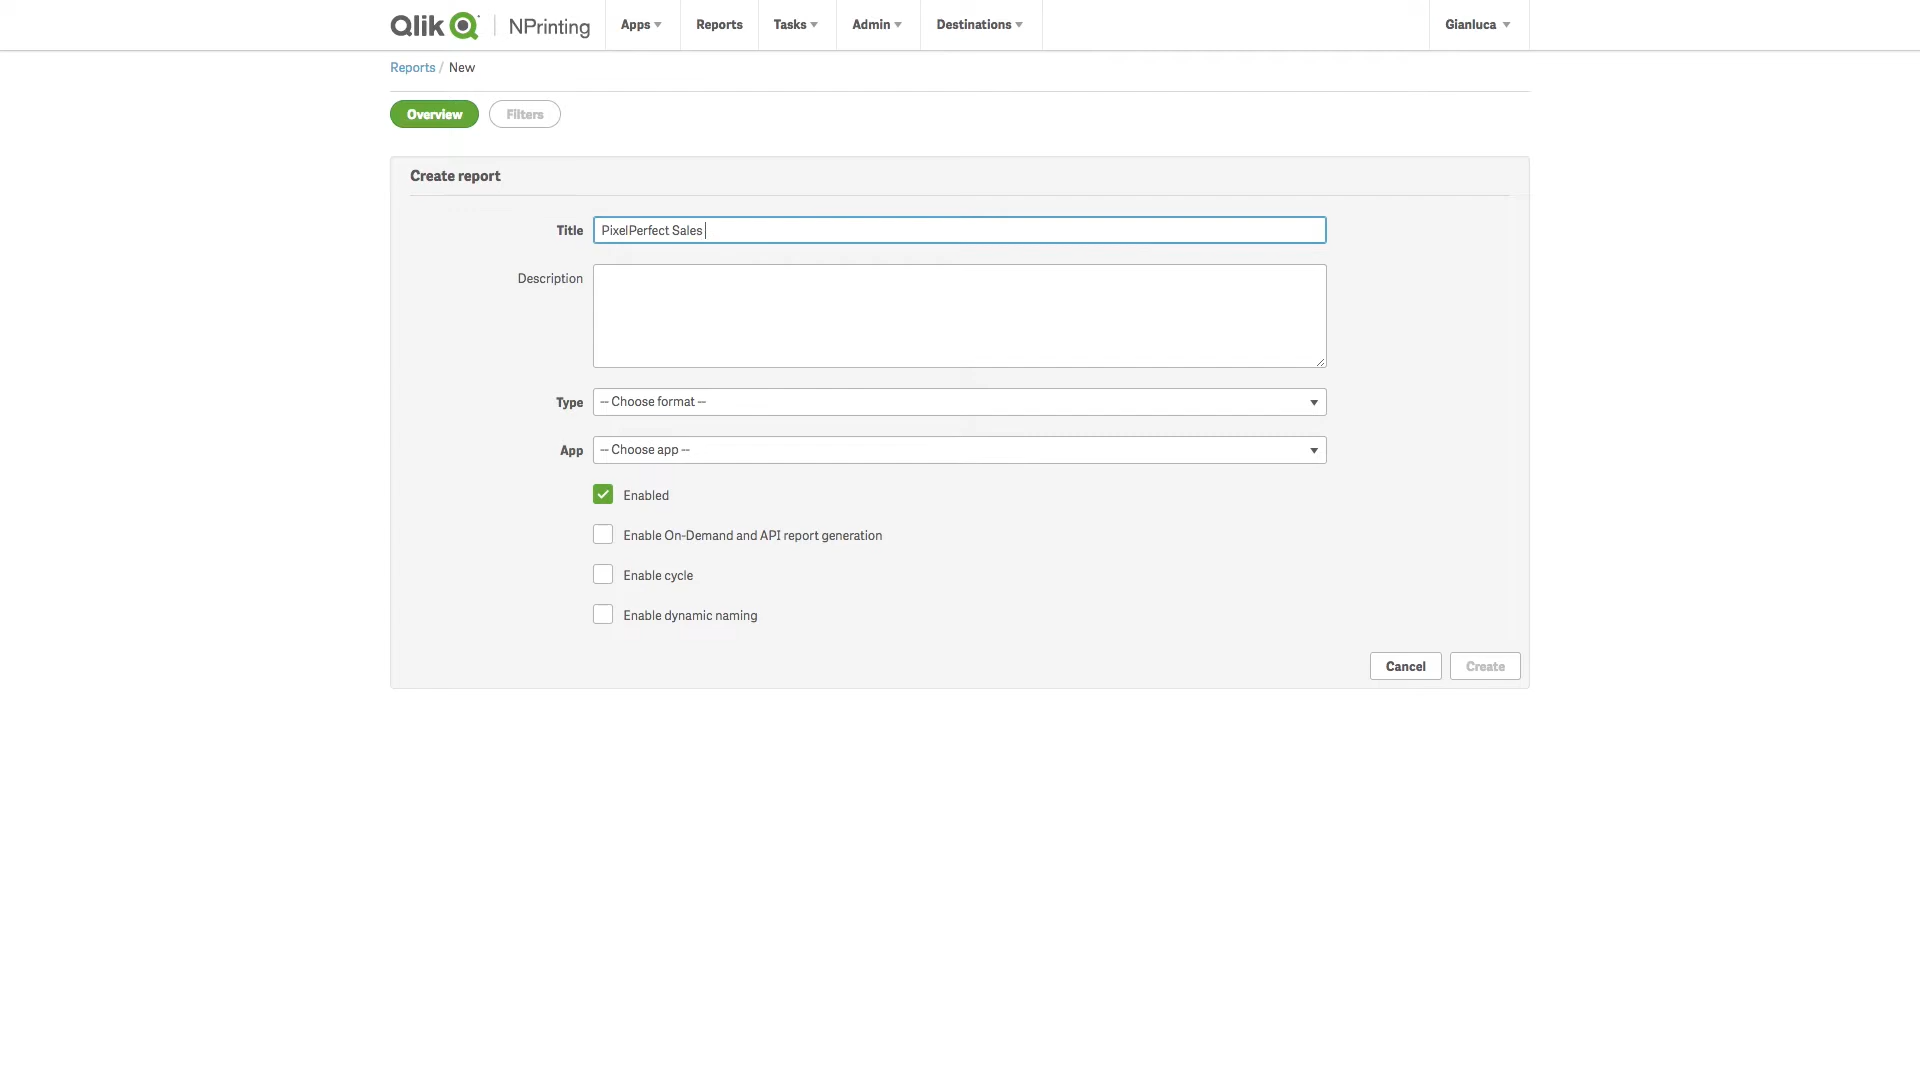 Qlik NPrinting Apps Reports Tasks Admin Destinations Gianluca
Reports / New
Overview Filters
Create report
Title PixelPerfect Sales
Description
Type -- Choose format --
App -- Choose app --
Enabled
Enable On-Demand and API report generation
Enable cycle
Enable dynamic naming
Cancel Create